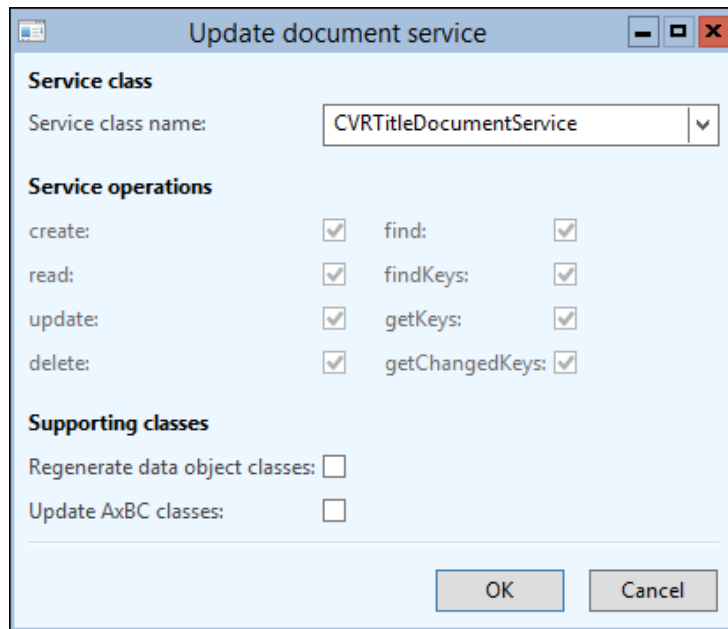 Update document service
Service class
Service class name: CVRTitleDocumentService
Service operations
create: find:
read: findKeys:
update: getKeys:
delete: getChangedKeys:
Supporting classes
Regenerate data object classes:
Update AxBC classes:
OK Cancel